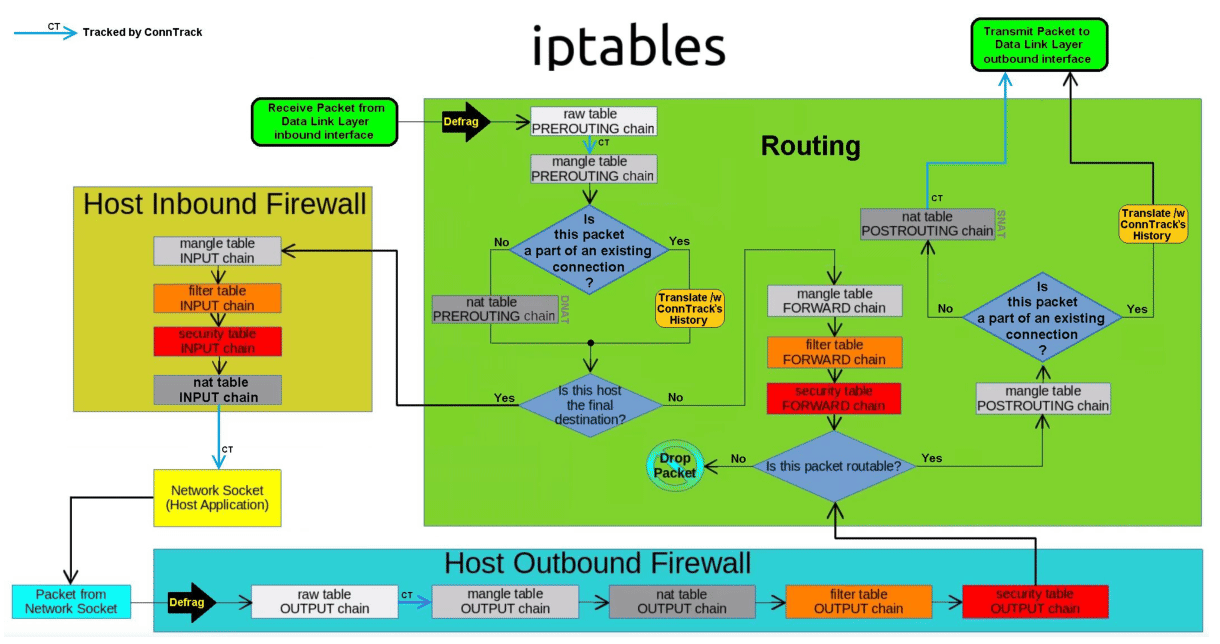 CT
Tracked by ConnTrack
iptables
Transmit Packet to
Data Link Layer
outbound interface
Receive Packet from
Data Link Layer
inbound interface
Defrag
raw table
PREROUTING chain
CT
mangle table
PREROUTING chain
Routing
Host Inbound Firewall
mangle table
INPUT chain
filter table
INPUT chain
security table
INPUT chain
nat table
INPUT chain
CT
Network Socket
(Host Application)
Is
this packet
a part of an existing
connection
?
No
Yes
nat table
PREROUTING chain
DNAT
Translate /w
ConnTrack's
History
Is this host
the final
destination?
Yes
No
mangle table
FORWARD chain
filter table
FORWARD chain
security table
FORWARD chain
Is this packet routable?
No
Yes
Drop
Packet
mangle table
POSTROUTING chain
Is
this packet
a part of an existing
connection
?
No
Yes
nat table
POSTROUTING chain
SNAT
CT
Translate /w
ConnTrack's
History
Host Outbound Firewall
Packet from
Network Socket
Defrag
raw table
OUTPUT chain
CT
mangle table
OUTPUT chain
nat table
OUTPUT chain
filter table
OUTPUT chain
security table
OUTPUT chain